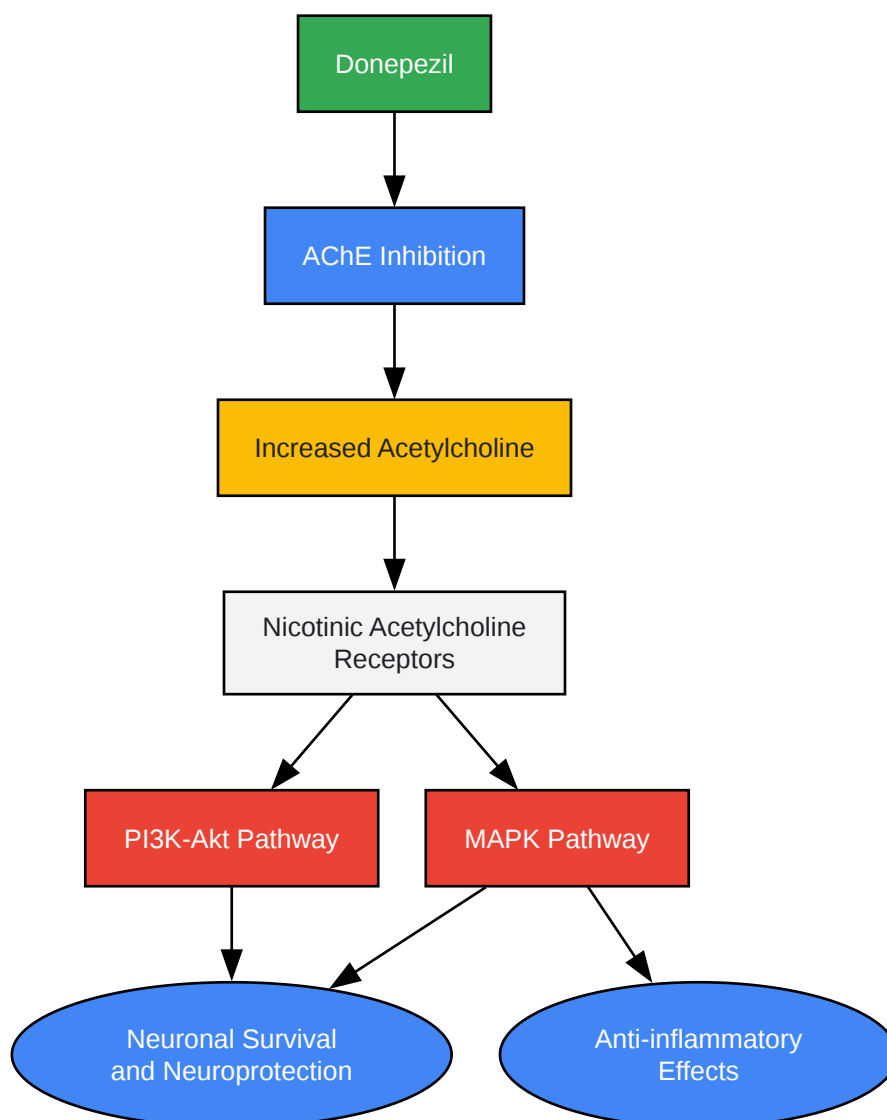 Donepezil
AChE Inhibition
Increased Acetylcholine
Nicotinic Acetylcholine
Receptors
PI3K-Akt Pathway
MAPK Pathway
Neuronal Survival
and Neuroprotection
Anti-inflammatory
Effects